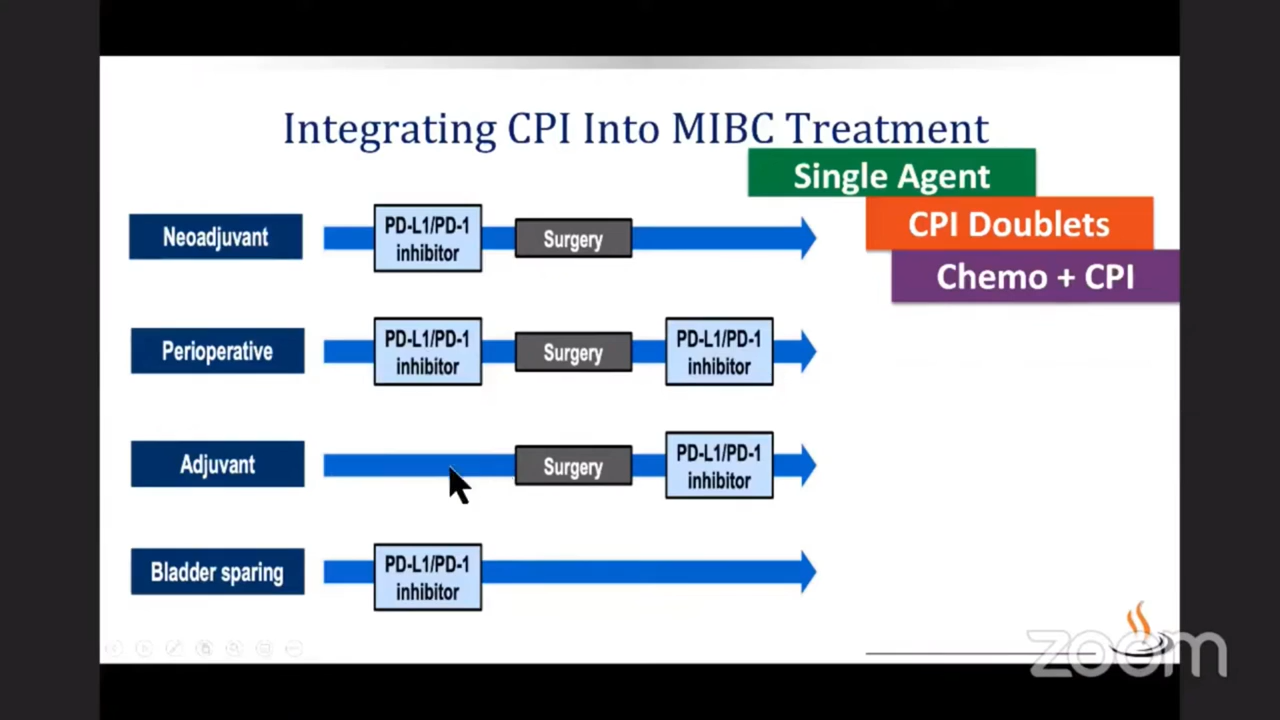 Integrating CPI Into MIBC Treatment
Single Agent
CPI Doublets
Chemo + CPI
Neoadjuvant
PD-L1/PD-1
inhibitor
Surgery
Perioperative
PD-L1/PD-1
inhibitor
Surgery
PD-L1/PD-1
inhibitor
Adjuvant
Surgery
PD-L1/PD-1
inhibitor
Bladder sparing
PD-L1/PD-1
inhibitor
zoom